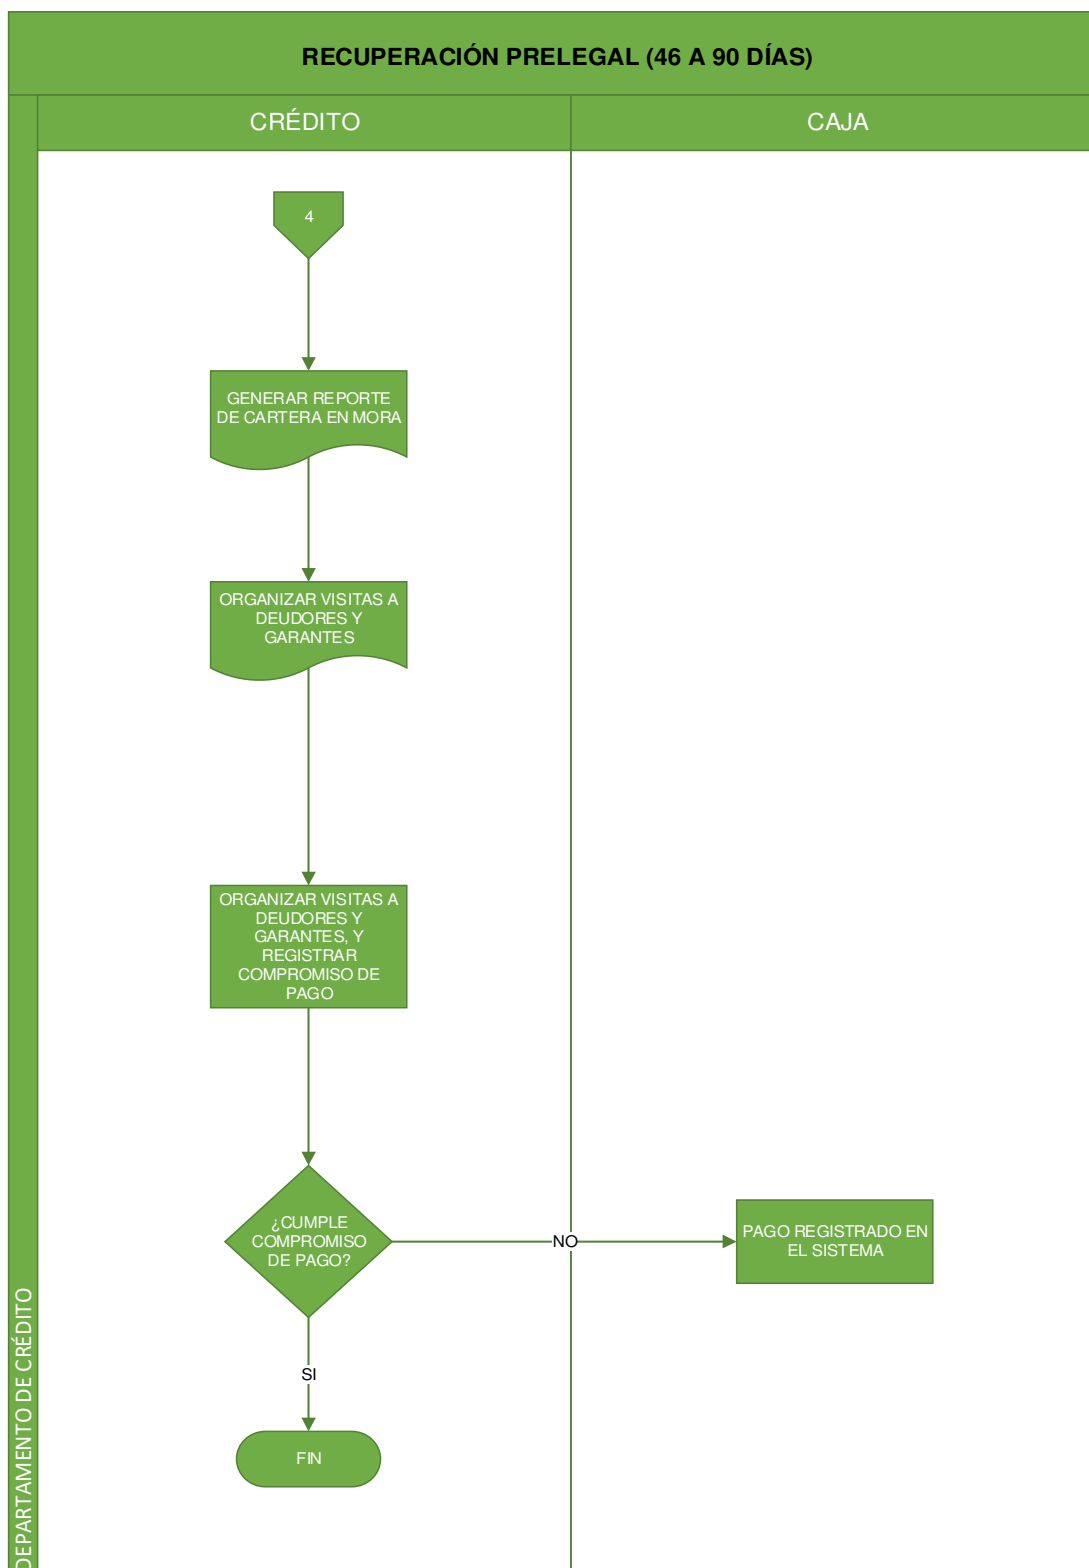 RECUPERACIÓN PRELEGAL (46 A 90 DÍAS)
CRÉDITO
CAJA
4
GENERAR REPORTE
DE CARTERA EN MORA
ORGANIZAR VISITAS A
DEUDORES Y
GARANTES
ORGANIZAR VISITAS A
DEUDORES Y
GARANTES, Y
REGISTRAR
COMPROMISO DE
PAGO
¿CUMPLE
COMPROMISO
DE PAGO?
NO
PAGO REGISTRADO EN
EL SISTEMA
SI
FIN
DEPARTAMENTO DE CRÉDITO